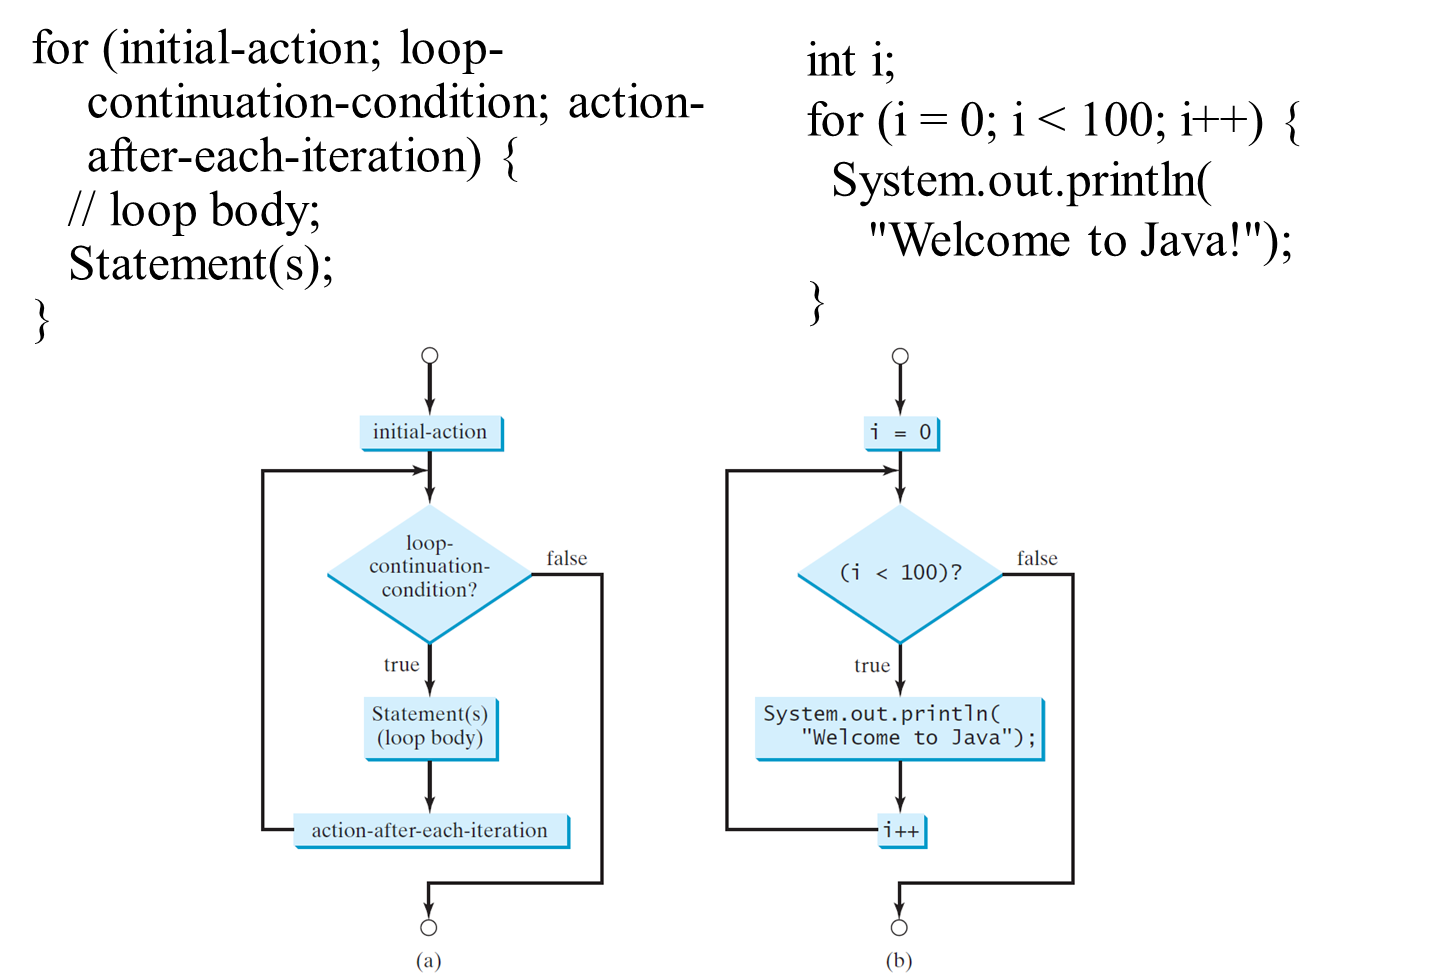 for (initial-action; loop-
continuation-condition; action-
after-each-iteration) {
// loop body;
Statement(s);
}
int i;
for (i = 0; i < 100; i++) {
System.out.println(
"Welcome to Java!");
}
initial-action
loop-
continuation-
condition?
false
true
Statement(s)
(loop body)
action-after-each-iteration
(a)
i = 0
(i < 100)?
false
true
System.out.println(
"Welcome to Java");
i++
(b)